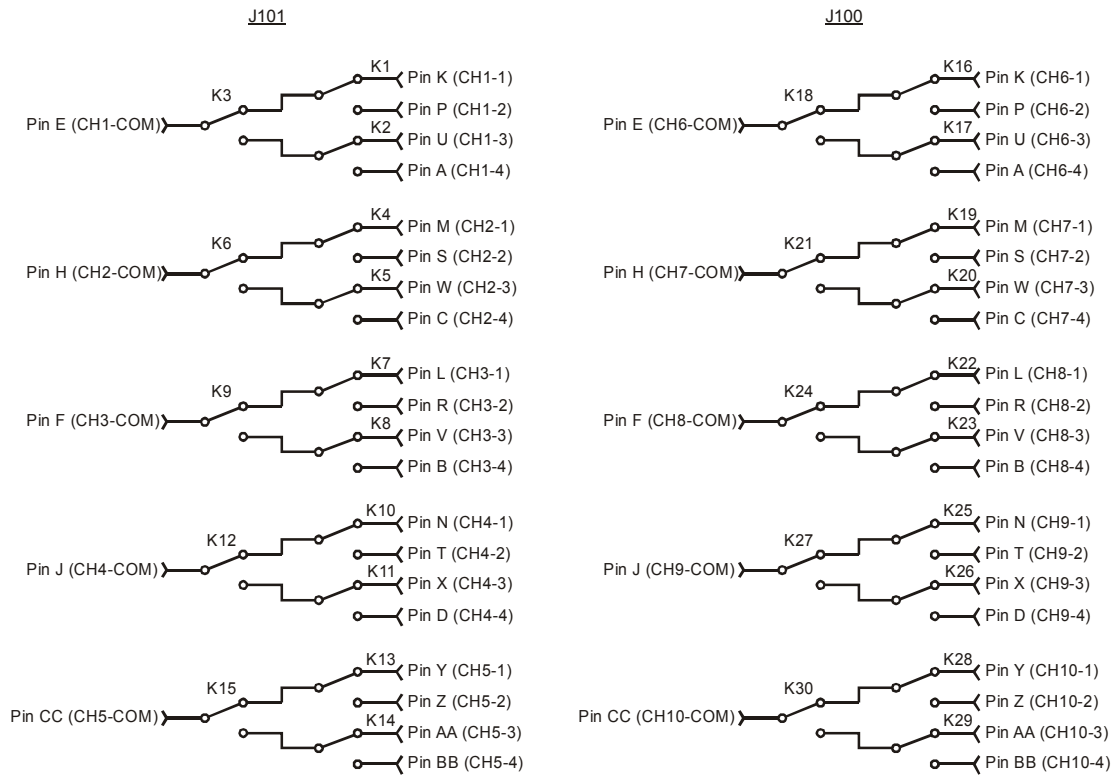 J101
K1
Pin K (CH1-1)
K3
Pin P (CH1-2)
Pin E (CH1-COM)
K2
Pin U (CH1-3)
Pin A (CH1-4)
K4
Pin M (CH2-1)
K6
Pin S (CH2-2)
Pin H (CH2-COM)
K5
Pin W (CH2-3)
Pin C (CH2-4)
K7
Pin L (CH3-1)
K9
Pin R (CH3-2)
Pin F (CH3-COM)
K8
Pin V (CH3-3)
Pin B (CH3-4)
K10
Pin N (CH4-1)
K12
Pin T (CH4-2)
Pin J (CH4-COM)
K11
Pin X (CH4-3)
Pin D (CH4-4)
K13
Pin Y (CH5-1)
K15
Pin Z (CH5-2)
Pin CC (CH5-COM)
K14
Pin AA (CH5-3)
Pin BB (CH5-4)
J100
K16
Pin K (CH6-1)
K18
Pin P (CH6-2)
Pin E (CH6-COM)
K17
Pin U (CH6-3)
Pin A (CH6-4)
K19
Pin M (CH7-1)
K21
Pin S (CH7-2)
Pin H (CH7-COM)
K20
Pin W (CH7-3)
Pin C (CH7-4)
K22
Pin L (CH8-1)
K24
Pin R (CH8-2)
Pin F (CH8-COM)
K23
Pin V (CH8-3)
Pin B (CH8-4)
K25
Pin N (CH9-1)
K27
Pin T (CH9-2)
Pin J (CH9-COM)
K26
Pin X (CH9-3)
Pin D (CH9-4)
K28
Pin Y (CH10-1)
K30
Pin Z (CH10-2)
Pin CC (CH10-COM)
K29
Pin AA (CH10-3)
Pin BB (CH10-4)